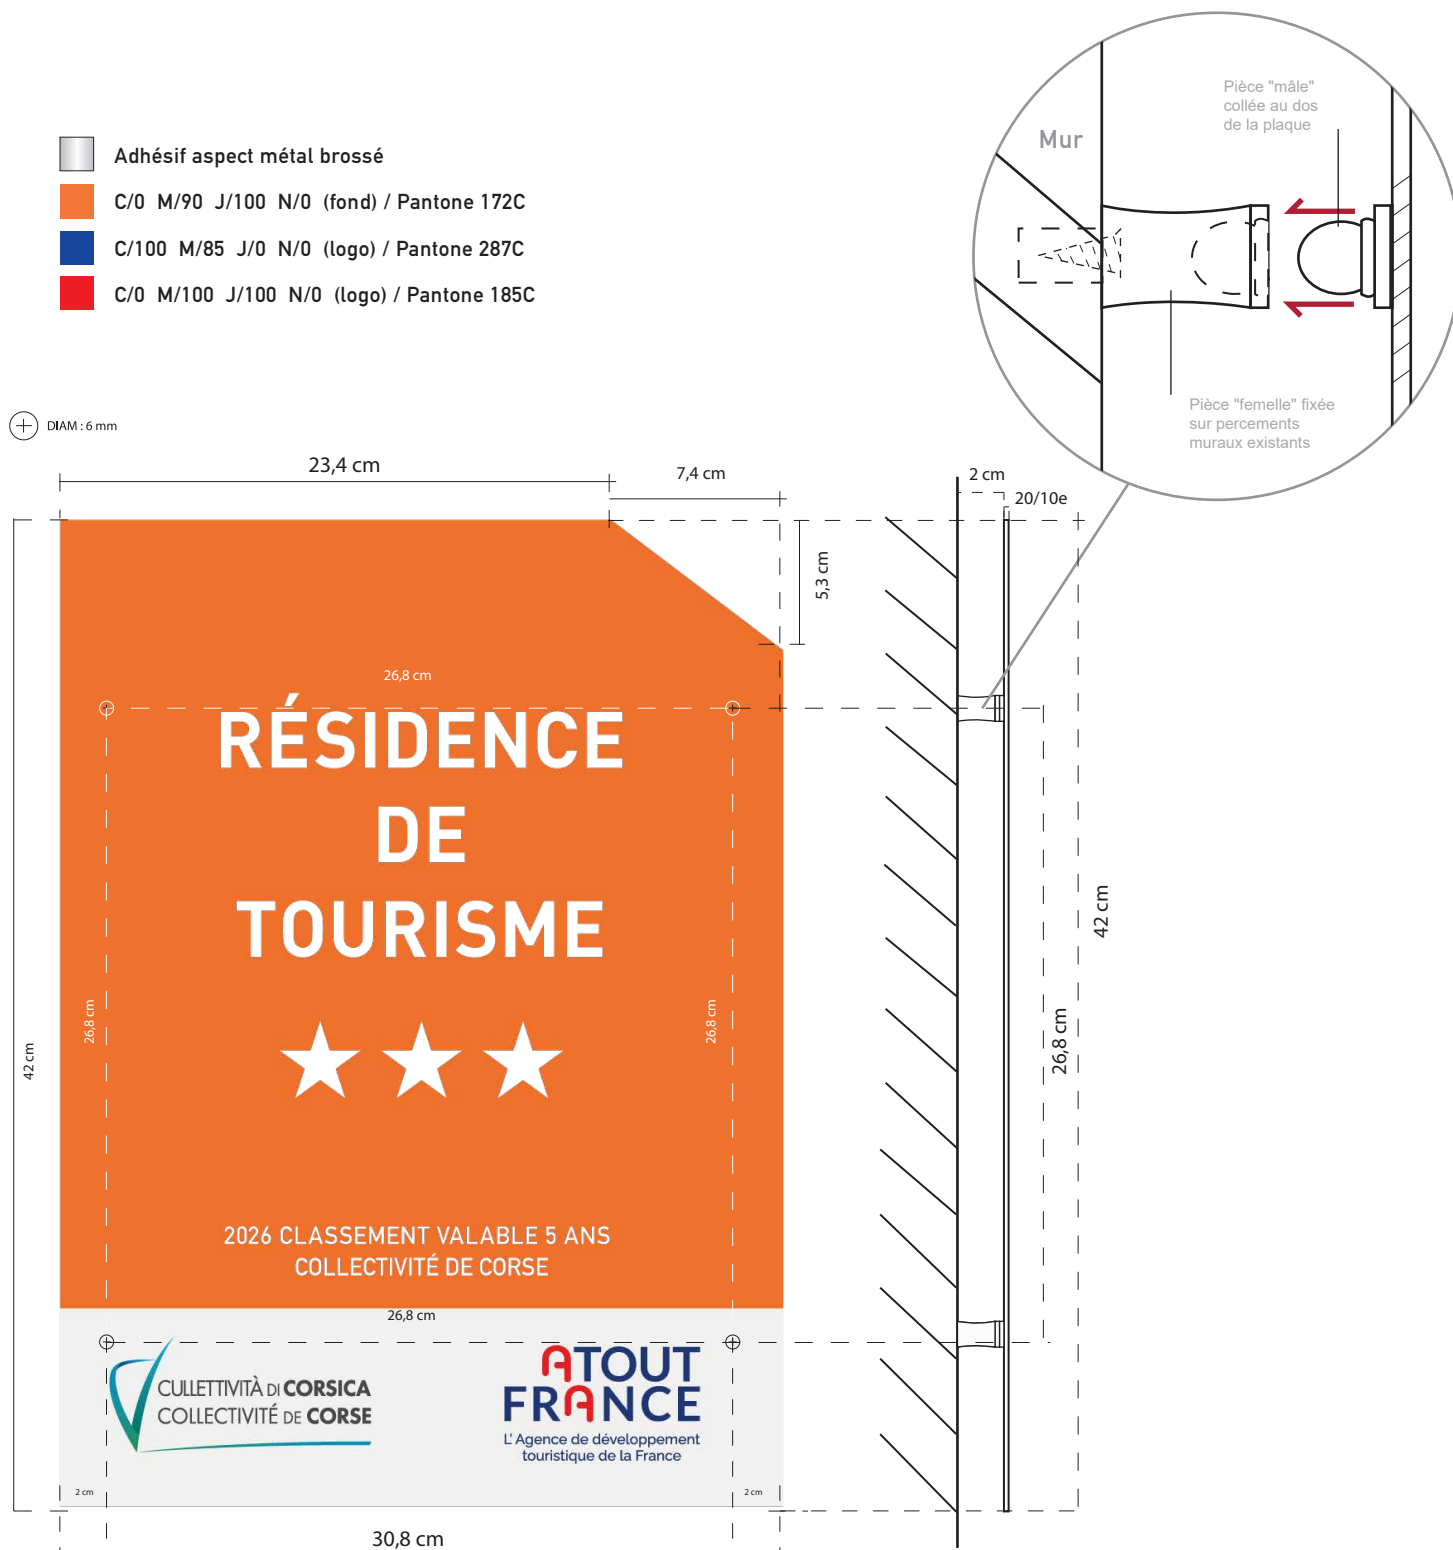 Adhésif aspect métal brossé
C/0 M/90 J/100 N/0 (fond) / Pantone 172C
C/100 M/85 J/0 N/0 (logo) / Pantone 287C
C/0 M/100 J/100 N/0 (logo) / Pantone 185C
Pièce "mâle"
collée au dos
de la plaque
Mur
Pièce "femelle" fixée
sur percements
muraux existants
DIAM : 6 mm
23,4 cm
7,4 cm
2 cm
20/10e
5,3 cm
26,8 cm
RÉSIDENCE
DE
TOURISME
26,8 cm
26,8 cm
42 cm
42 cm
26,8 cm
2026 CLASSEMENT VALABLE 5 ANS
COLLECTIVITÉ DE CORSE
26,8 cm
CULLETTIVITÀ DI CORSICA
COLLECTIVITÉ DE CORSE
ATOUT
FRANCE
L'Agence de développement
touristique de la France
2 cm
2 cm
30,8 cm